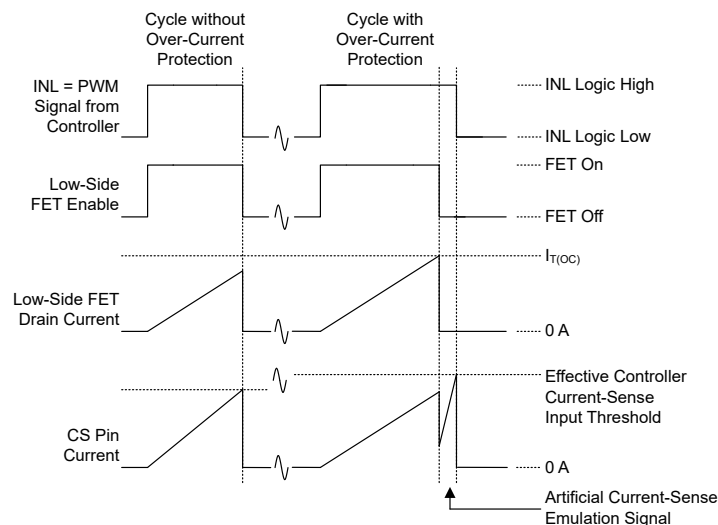 Cycle without
Over-Current
Protection
Cycle with
Over-Current
Protection
INL = PWM
Signal from
Controller
INL Logic High
INL Logic Low
Low-Side
FET Enable
FET On
FET Off
Low-Side FET
Drain Current
I_T(OC)
0 A
CS Pin
Current
Effective Controller
Current-Sense
Input Threshold
0 A
Artificial Current-Sense
Emulation Signal